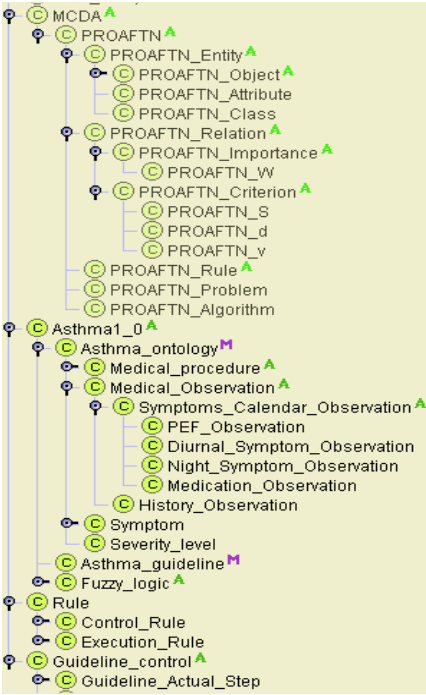 C MCDA A
C PROAFTN A
C PROAFTN_Entity A
C PROAFTN_Object A
C PROAFTN_Attribute
C PROAFTN_Class
C PROAFTN_Relation A
C PROAFTN_Importance A
C PROAFTN_W
C PROAFTN_Criterion A
C PROAFTN_S
C PROAFTN_d
C PROAFTN_v
C PROAFTN_Rule A
C PROAFTN_Problem
C PROAFTN_Algorithm
C Asthma1_0 A
C Asthma_ontology M
C Medical_procedure A
C Medical_Observation A
C Symptoms_Calendar_Observation A
C PEF_Observation
C Diurnal_Symptom_Observation
C Night_Symptom_Observation
C Medication_Observation
C History_Observation
C Symptom
C Severity_level
C Asthma_guideline M
C Fuzzy_logic A
C Rule
C Control_Rule
C Execution_Rule
C Guideline_control A
C Guideline_Actual_Step